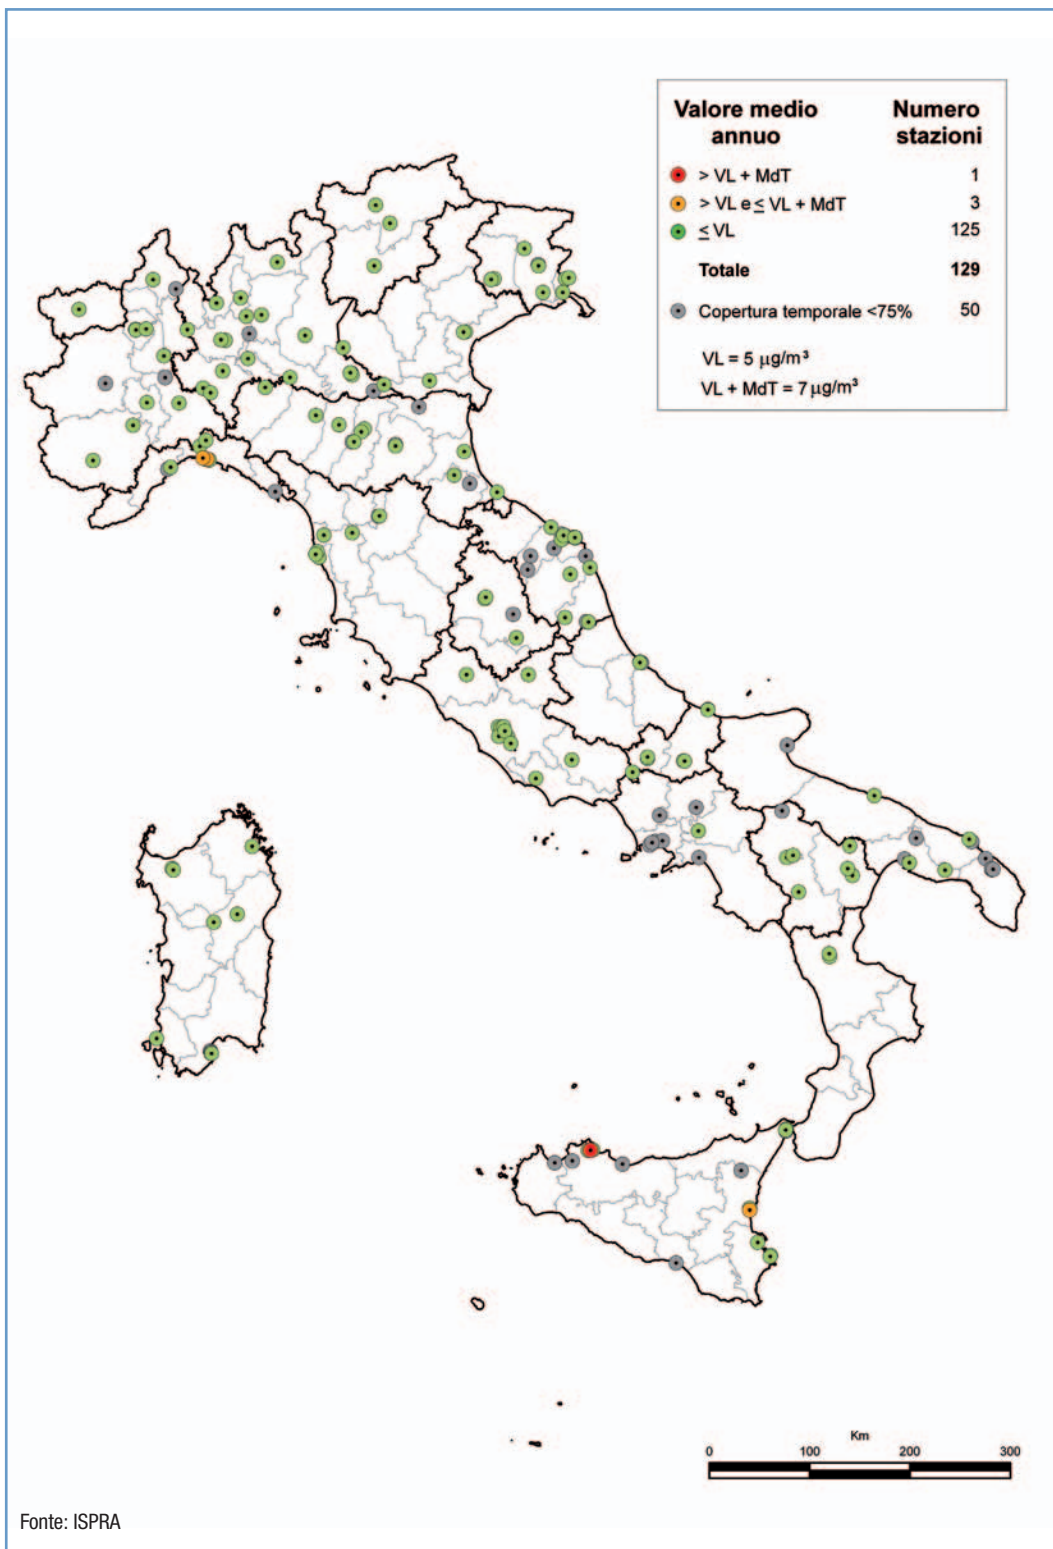 Valore medio annuo Numero stazioni
> VL + MdT 1
> VL e ≤ VL + MdT 3
≤ VL 125
Totale 129
Copertura temporale <75% 50
VL = 5 µg/m³
VL + MdT = 7 µg/m³
Km
0 100 200 300
Fonte: ISPRA